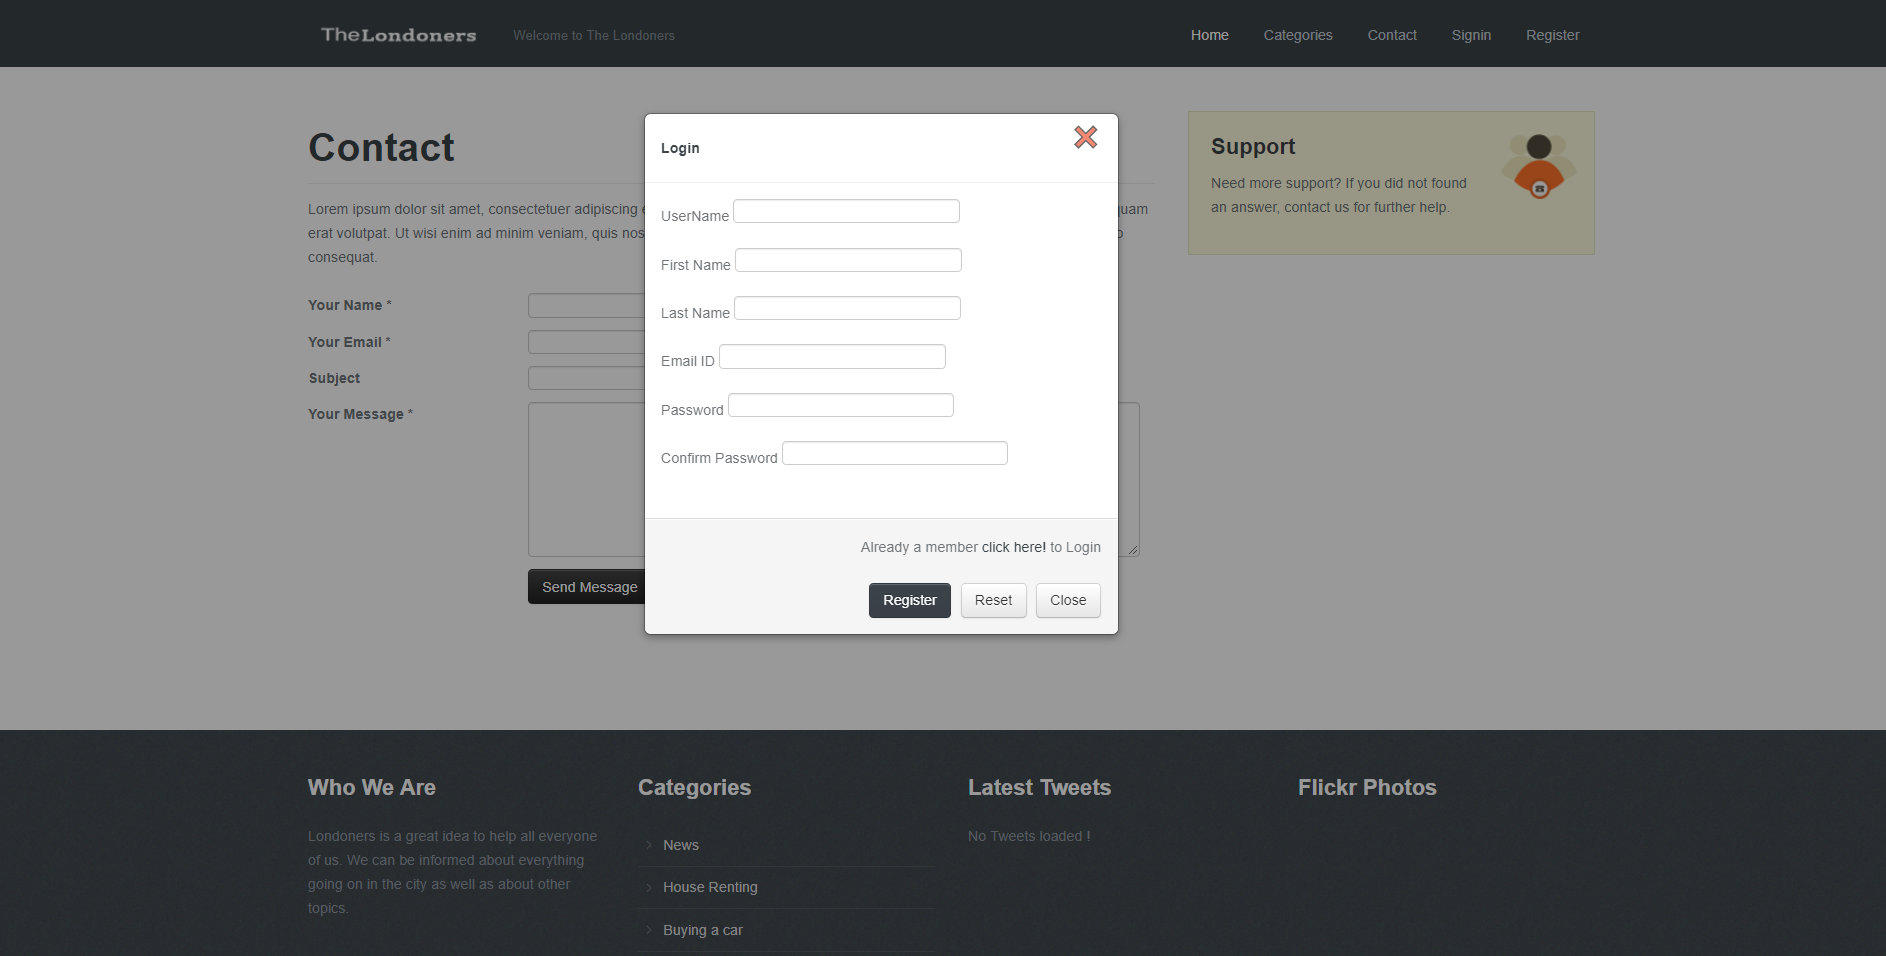 TheLondoners
Welcome to The Londoners
Home
Categories
Contact
Signin
Register
Contact
Lorem ipsum dolor sit amet, consectetuer adipiscing
erat volutpat. Ut wisi enim ad minim veniam, quis nos
consequat.
Your Name *
Your Email *
Subject
Your Message *
Send Message
Login
UserName
First Name
Last Name
Email ID
Password
Confirm Password
Already a member click here! to Login
Register
Reset
Close
Support
Need more support? If you did not found
an answer, contact us for further help.
Who We Are
Londoners is a great idea to help all everyone
of us. We can be informed about everything
going on in the city as well as about other
topics.
Categories
News
House Renting
Buying a car
Latest Tweets
No Tweets loaded !
Flickr Photos